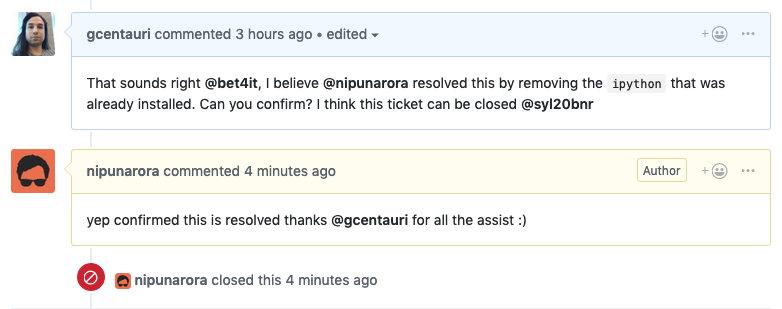 gcentauri commented 3 hours ago • edited
That sounds right @bet4it, I believe @nipunarora resolved this by removing the ipython that was
already installed. Can you confirm? I think this ticket can be closed @syl20bnr
nipunarora commented 4 minutes ago Author
yep confirmed this is resolved thanks @gcentauri for all the assist :)
nipunarora closed this 4 minutes ago